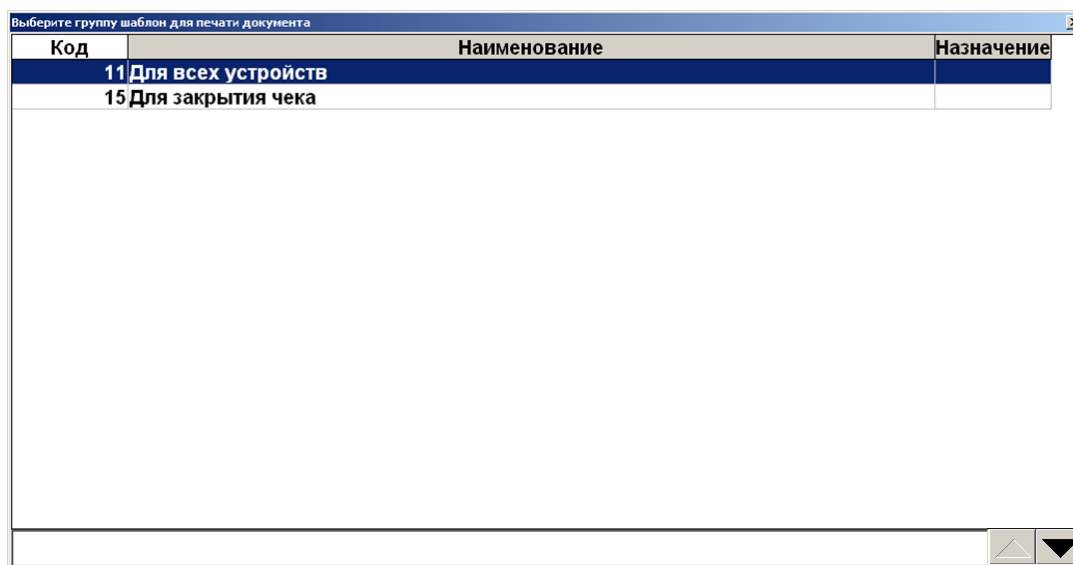 Выберите группу шаблон для печати документа
Код Наименование Назначение
11 Для всех устройств
15 Для закрытия чека